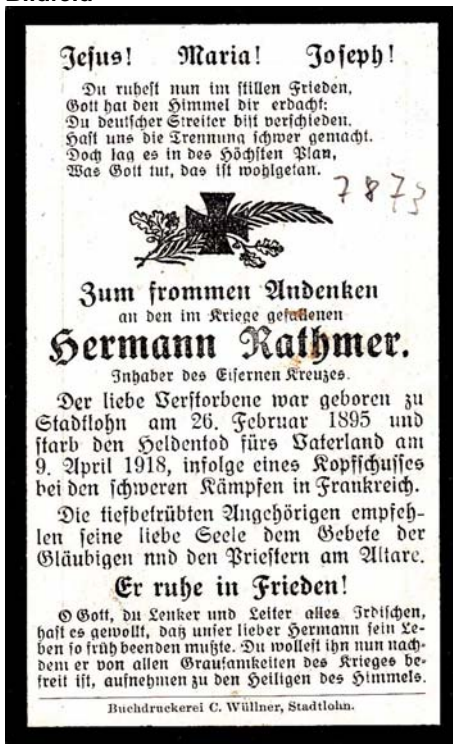 Jesus! Maria! Joseph!
Du ruhest nun im stillen Frieden,
Gott hat den Himmel dir erdacht:
Du deutscher Streiter bist verschieden.
Hast uns die Trennung schwer gemacht.
Doch lag es in des Höchsten Plan,
Was Gott tut, das ist wohlgetan.
7873
Zum frommen Andenken
an den im Kriege gefallenen
Hermann Rathmer.
Inhaber des Eisernen Kreuzes.
Der liebe Verstorbene war geboren zu
Stadtlohn am 26. Februar 1895 und
starb den Heldentod fürs Vaterland am
9. April 1918, infolge eines Kopfschusses
bei den schweren Kämpfen in Frankreich.
Die tiefbetrübten Angehörigen empfeh-
len seine liebe Seele dem Gebete der
Gläubigen nnd den Priestern am Altare.
Er ruhe in Frieden!
O Gott, du Lenker und Leiter alles Irdischen,
hast es gewollt, daß unser lieber Hermann sein Le-
ben so früh beenden mußte. Du wollest ihn nun nach-
dem er von allen Grausamkeiten des Krieges be-
freit ist, aufnehmen zu den Heiligen des Himmels.
Buchdruckerei C. Wüllner, Stadtlohn.